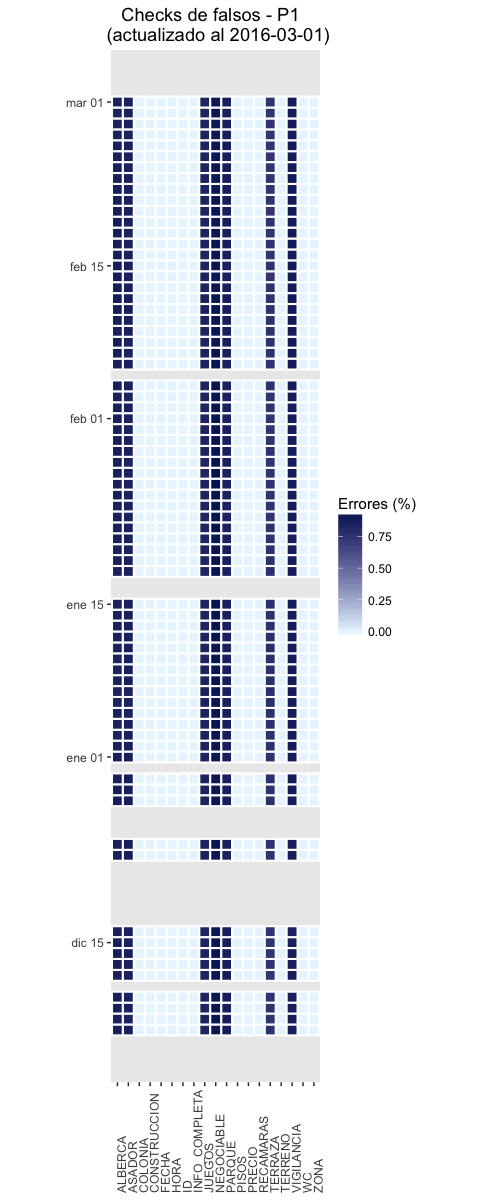 Checks de falsos - P1
(actualizado al 2016-03-01)
mar 01
feb 15
feb 01
ene 15
ene 01
dic 15
Errores (%)
0.75
0.50
0.25
0.00
ALBERCA
ASADOR
COLONIA
CONSTRUCCION
FECHA
HORA
ID
INFO_COMPLETA
JUEGOS
NEGOCIABLE
PARQUE
PISOS
PRECIO
RECAMARAS
TERRAZA
TERRENO
VIGILANCIA
WC
ZONA